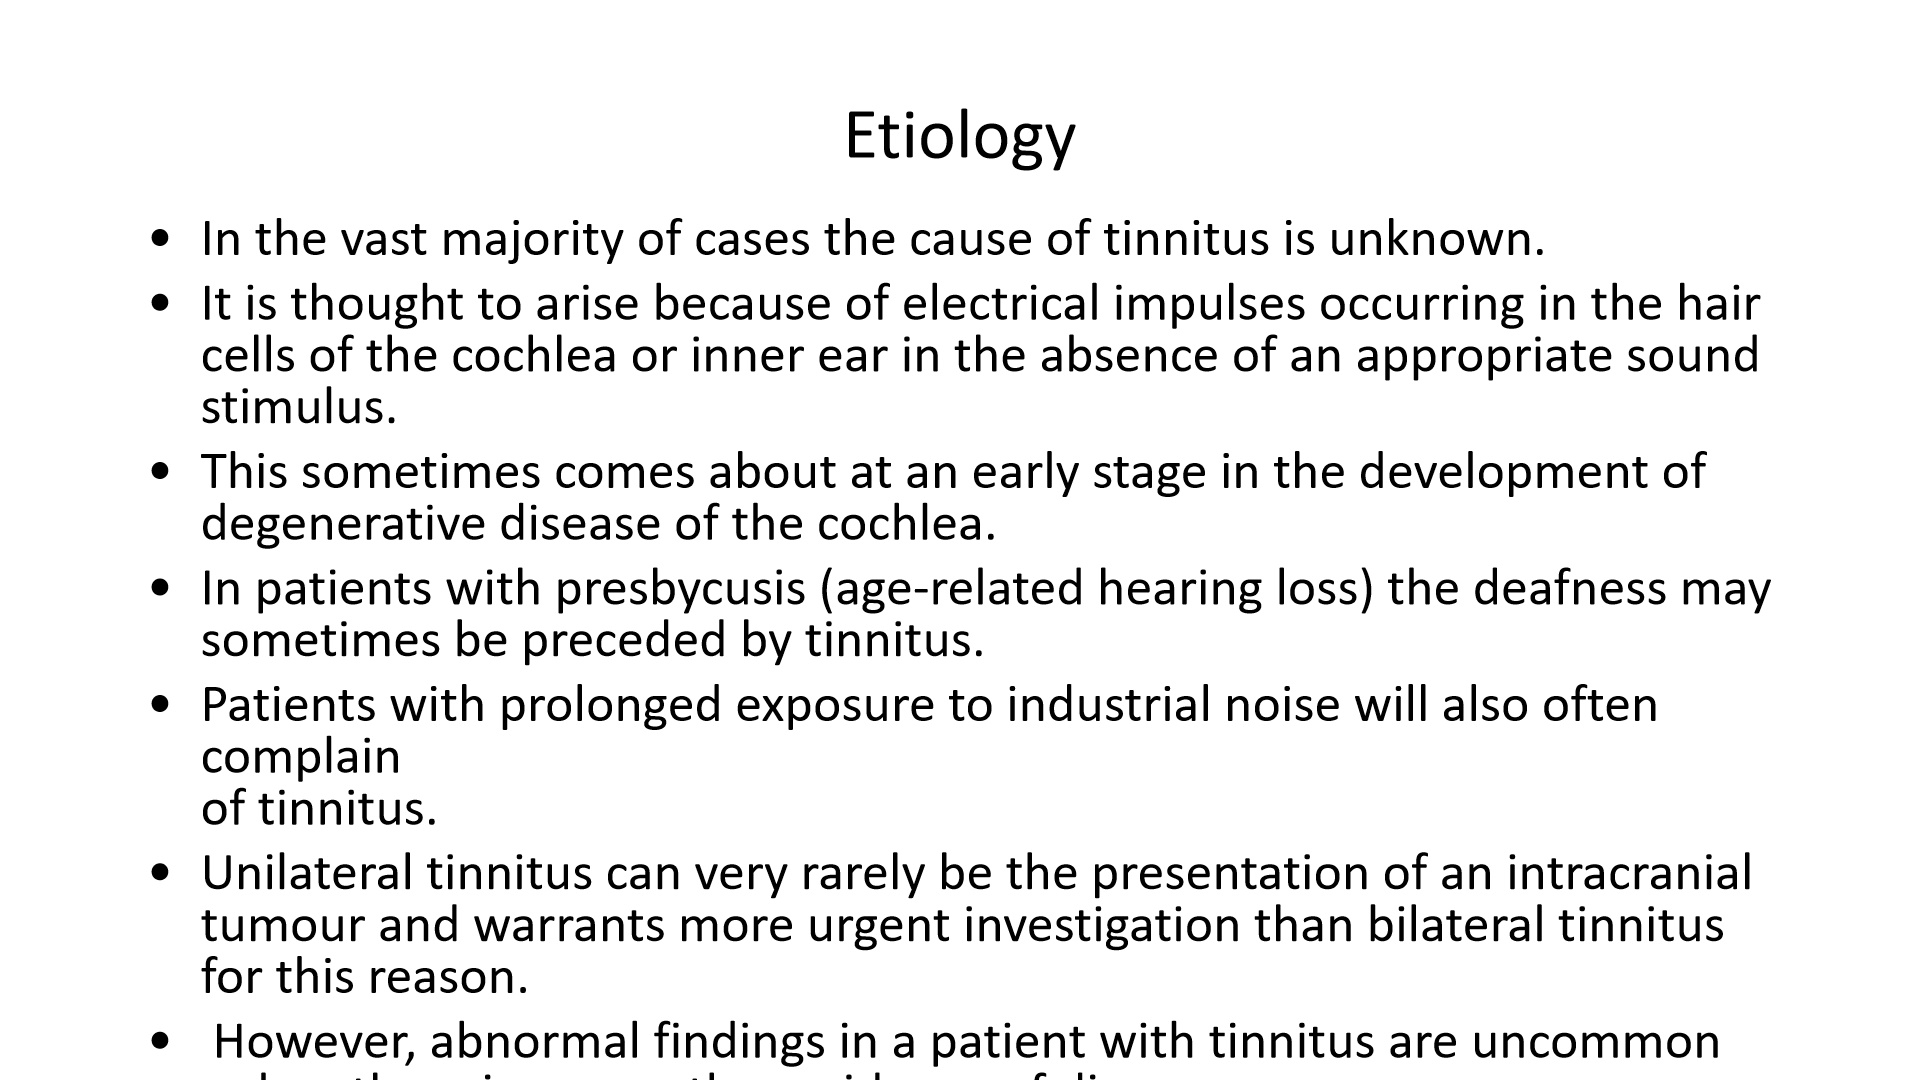 Etiology
• In the vast majority of cases the cause of tinnitus is unknown.
• It is thought to arise because of electrical impulses occurring in the hair
cells of the cochlea or inner ear in the absence of an appropriate sound
stimulus.
• This sometimes comes about at an early stage in the development of
degenerative disease of the cochlea.
• In patients with presbycusis (age-related hearing loss) the deafness may
sometimes be preceded by tinnitus.
• Patients with prolonged exposure to industrial noise will also often
complain
of tinnitus.
• Unilateral tinnitus can very rarely be the presentation of an intracranial
tumour and warrants more urgent investigation than bilateral tinnitus
for this reason.
• However, abnormal findings in a patient with tinnitus are uncommon